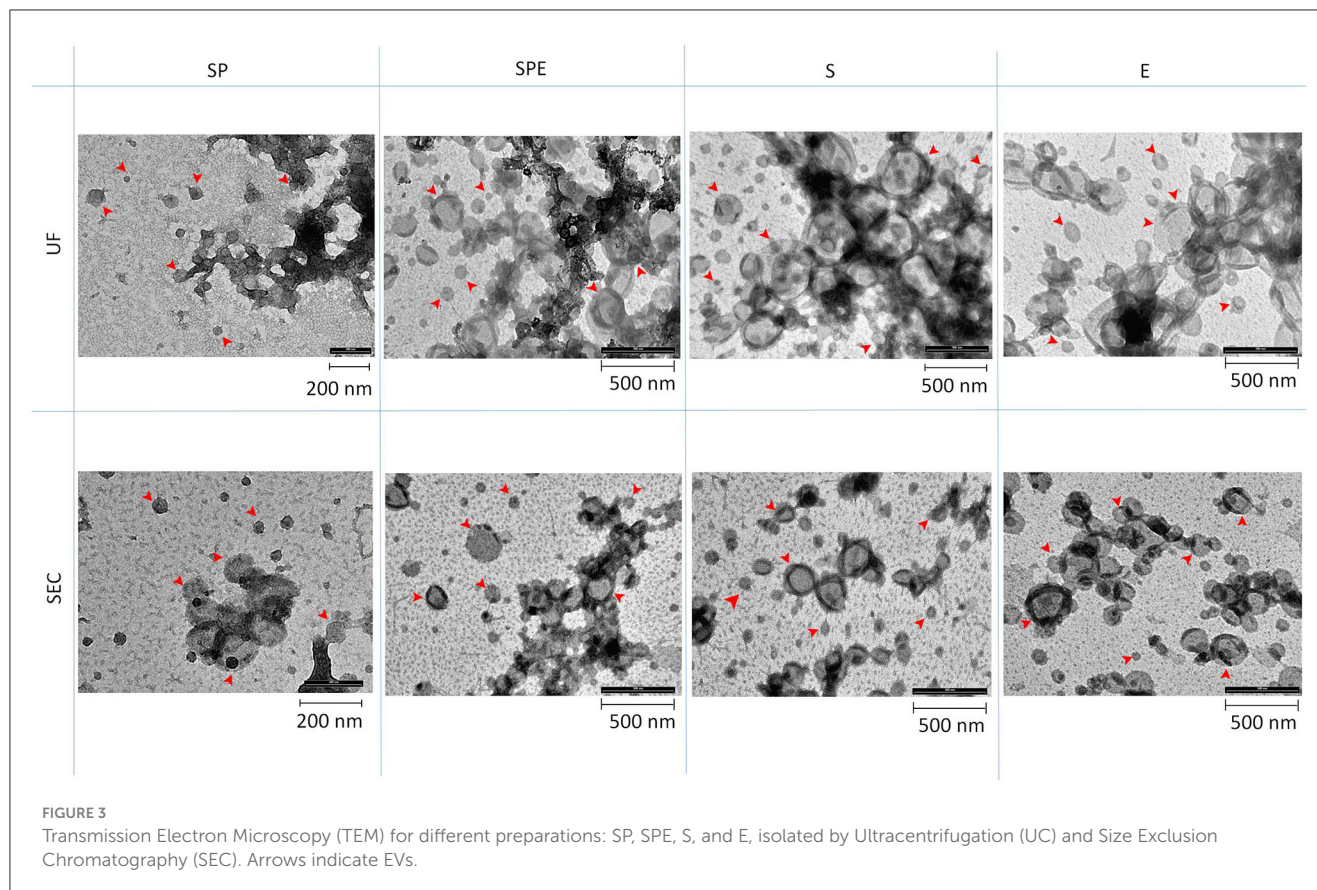 SP SPE S E
UF
200 nm 500 nm 500 nm 500 nm
SEC
200 nm 500 nm 500 nm 500 nm
FIGURE 3
Transmission Electron Microscopy (TEM) for different preparations: SP, SPE, S, and E, isolated by Ultracentrifugation (UC) and Size Exclusion
Chromatography (SEC). Arrows indicate EVs.